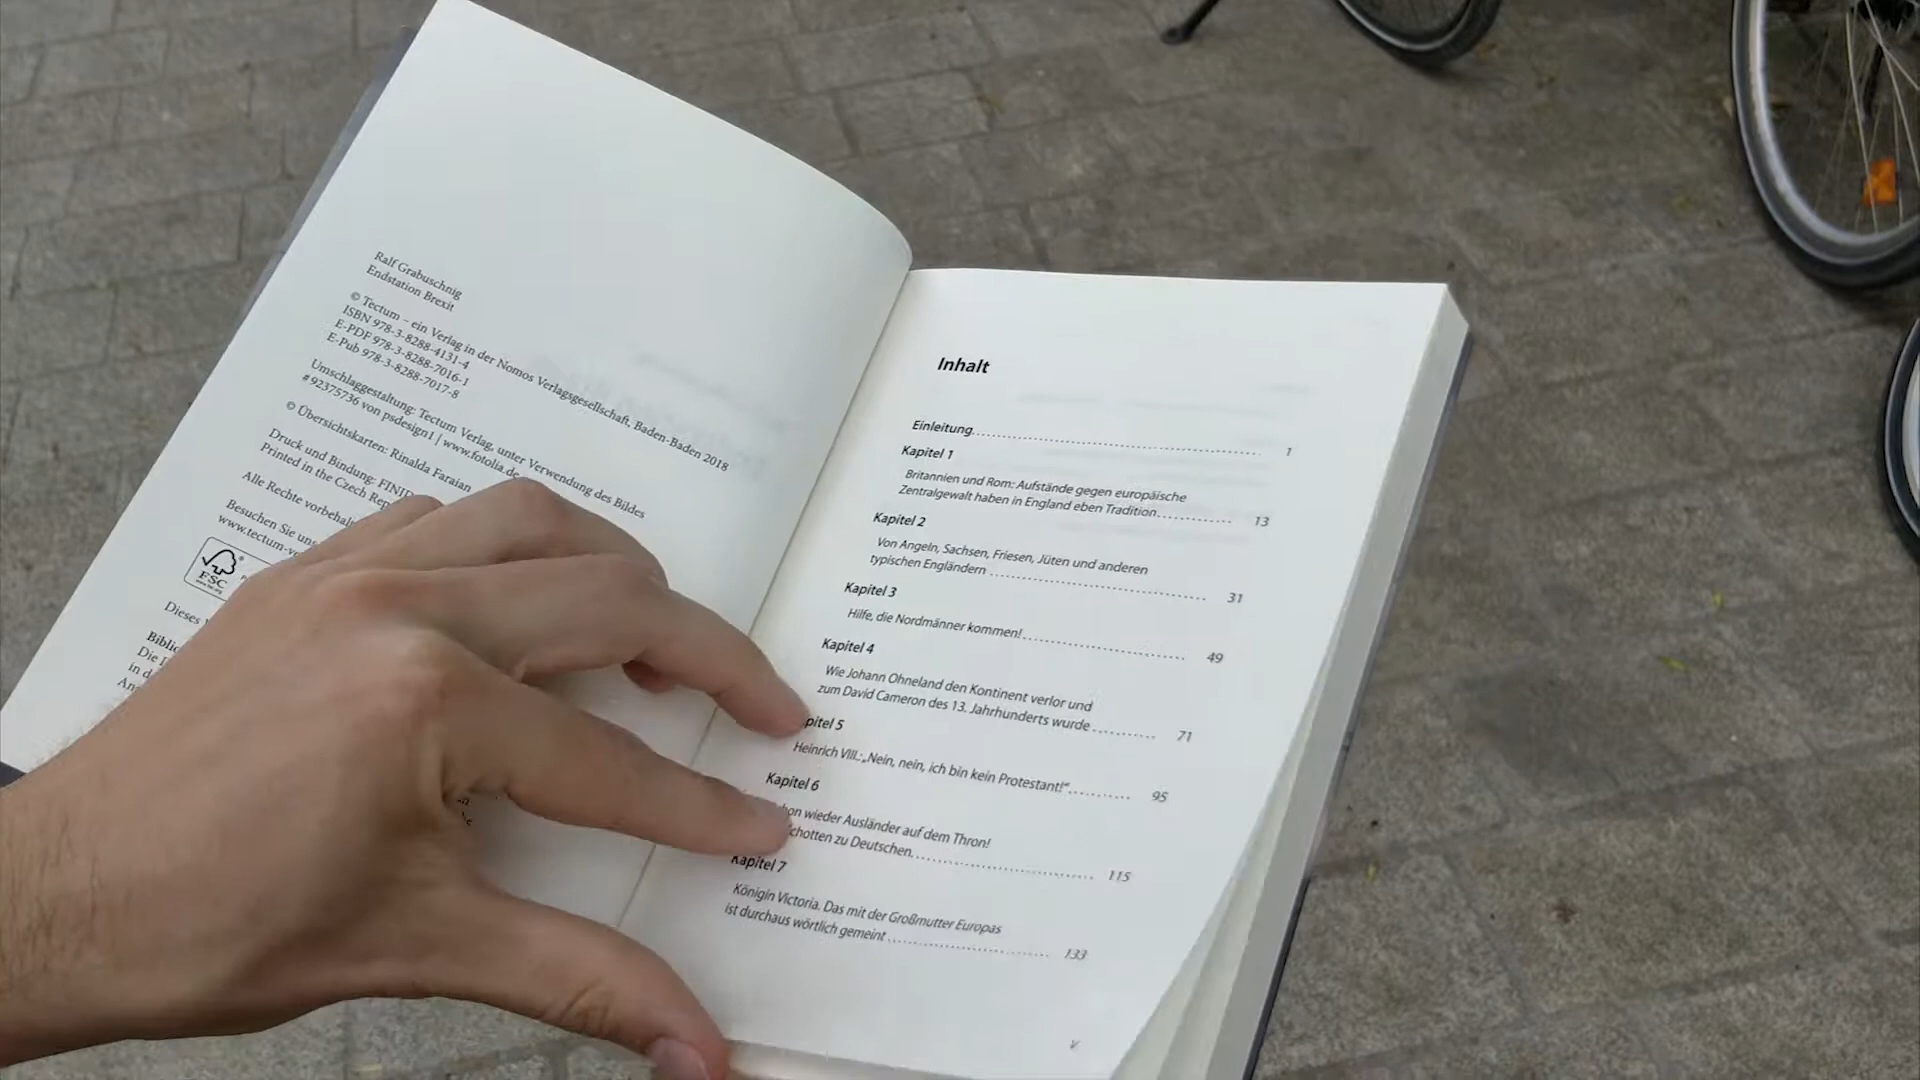 Ralf Grabuschnig
Endstation Brexit
© Tectum – ein Verlag in der Nomos Verlagsgesellschaft, Baden-Baden 2018
ISBN 978-3-8288-4131-4
E-PDF 978-3-8288-7016-1
E-Pub 978-3-8288-7017-8
Umschlaggestaltung: Tectum Verlag, unter Verwendung des Bildes
# 92375736 von psdesign1 | www.fotolia.de
© Übersichtskarten: Rinalda Faraian
Druck und Bindung:
Printed in the Czech
Alle Rechte
Besuchen Sie uns
FSC
Dieses
Die
in
Inhalt
Einleitung 1
Kapitel 1
Britannien und Rom: Aufstände gegen europäische
Zentralgewalt haben in England eben Tradition 13
Kapitel 2
Von Angeln, Sachsen, Friesen, Jüten und anderen
typischen Engländern 31
Kapitel 3
Hilfe, die Nordmänner kommen! 49
Kapitel 4
Wie Johann Ohneland den Kontinent verlor und
zum David Cameron des 13. Jahrhunderts wurde 71
pitel 5
Heinrich VIII.: „Nein, nein, ich bin kein Protestant!“ 95
Kapitel 6
wieder Ausländer auf dem Thron!
chotten zu Deutschen 115
Kapitel 7
Königin Victoria. Das mit der Großmutter Europas
ist durchaus wörtlich gemeint 133
V